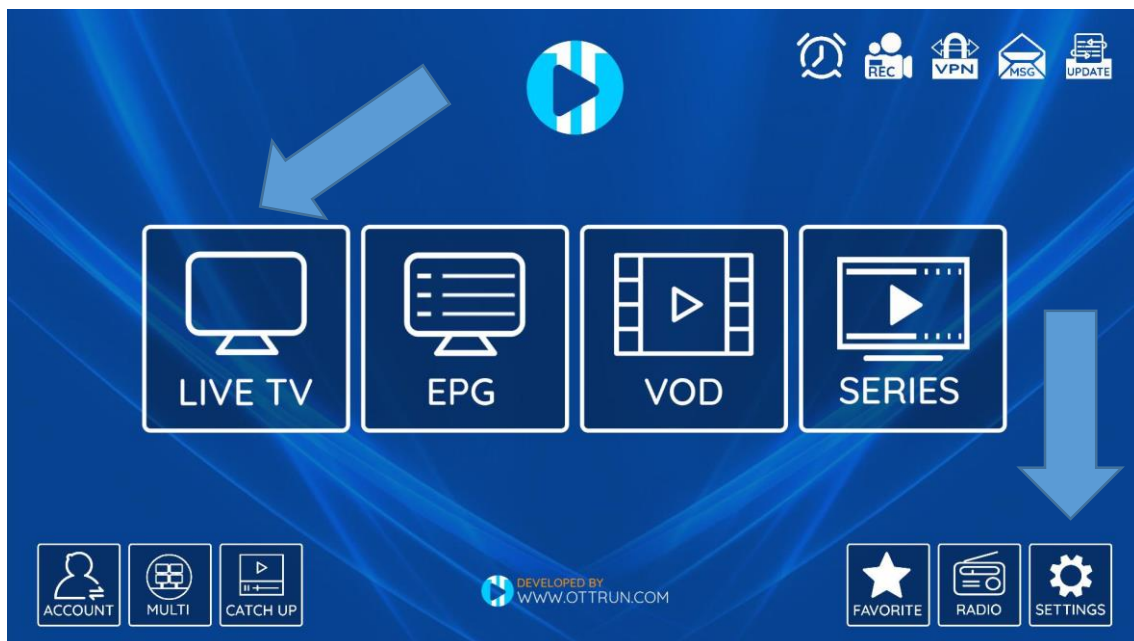 REC
VPN
MSG
UPDATE
LIVE TV
EPG
VOD
SERIES
ACCOUNT
MULTI
CATCH UP
DEVELOPED BY
WWW.OTTRUN.COM
FAVORITE
RADIO
SETTINGS